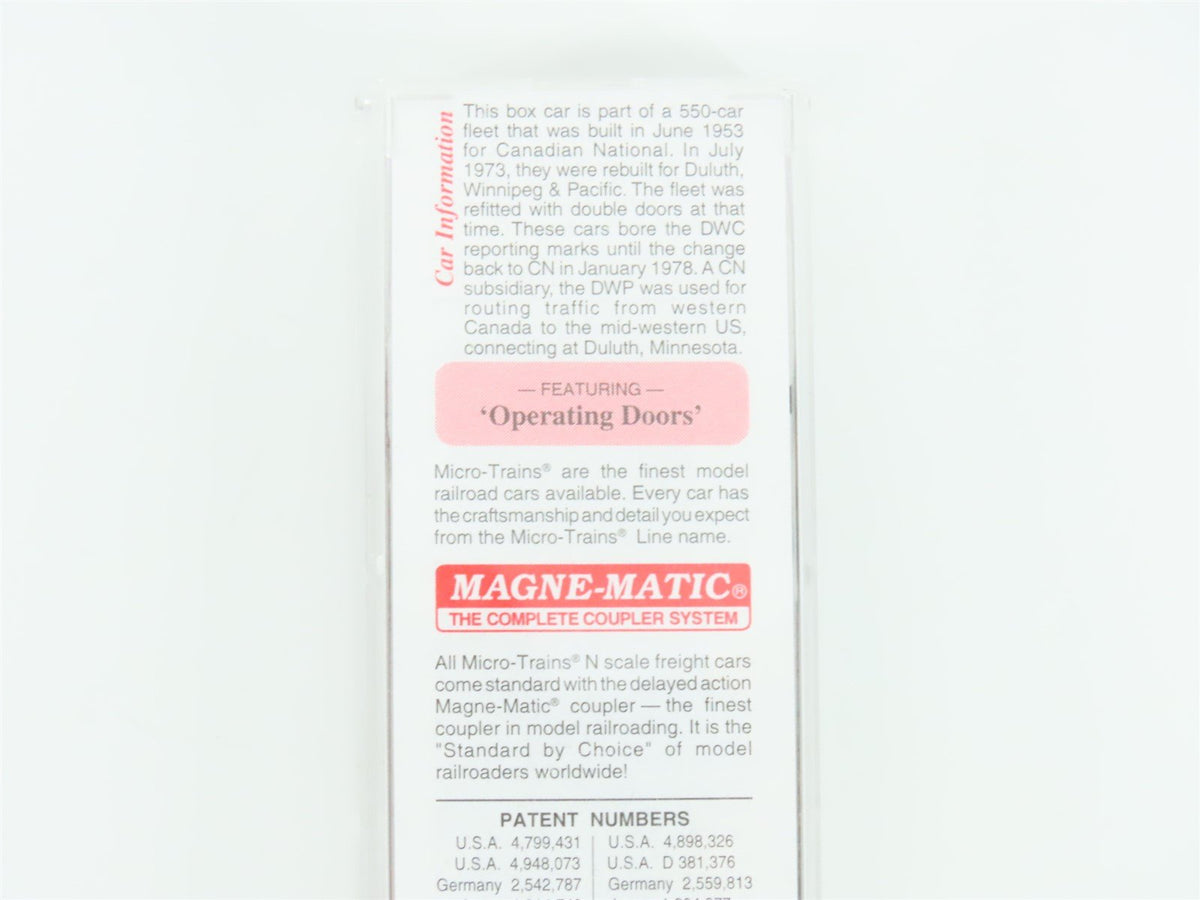 Car Information
This box car is part of a 550-car
fleet that was built in June 1953
for Canadian National. In July
1973, they were rebuilt for Duluth,
Winnipeg & Pacific. The fleet was
refitted with double doors at that
time. These cars bore the DWC
reporting marks until the change
back to CN in January 1978. A CN
subsidiary, the DWP was used for
routing traffic from western
Canada to the mid-western US,
connecting at Duluth, Minnesota.
— FEATURING —
‘Operating Doors’
Micro-Trains® are the finest model
railroad cars available. Every car has
the craftsmanship and detail you expect
from the Micro-Trains® Line name.
MAGNE-MATIC®
THE COMPLETE COUPLER SYSTEM
All Micro-Trains® N scale freight cars
come standard with the delayed action
Magne-Matic® coupler — the finest
coupler in model railroading. It is the
"Standard by Choice" of model
railroaders worldwide!
PATENT NUMBERS
U.S.A. 4,799,431 U.S.A. 4,898,326
U.S.A. 4,948,073 U.S.A. D 381,376
Germany 2,542,787 Germany 2,559,813